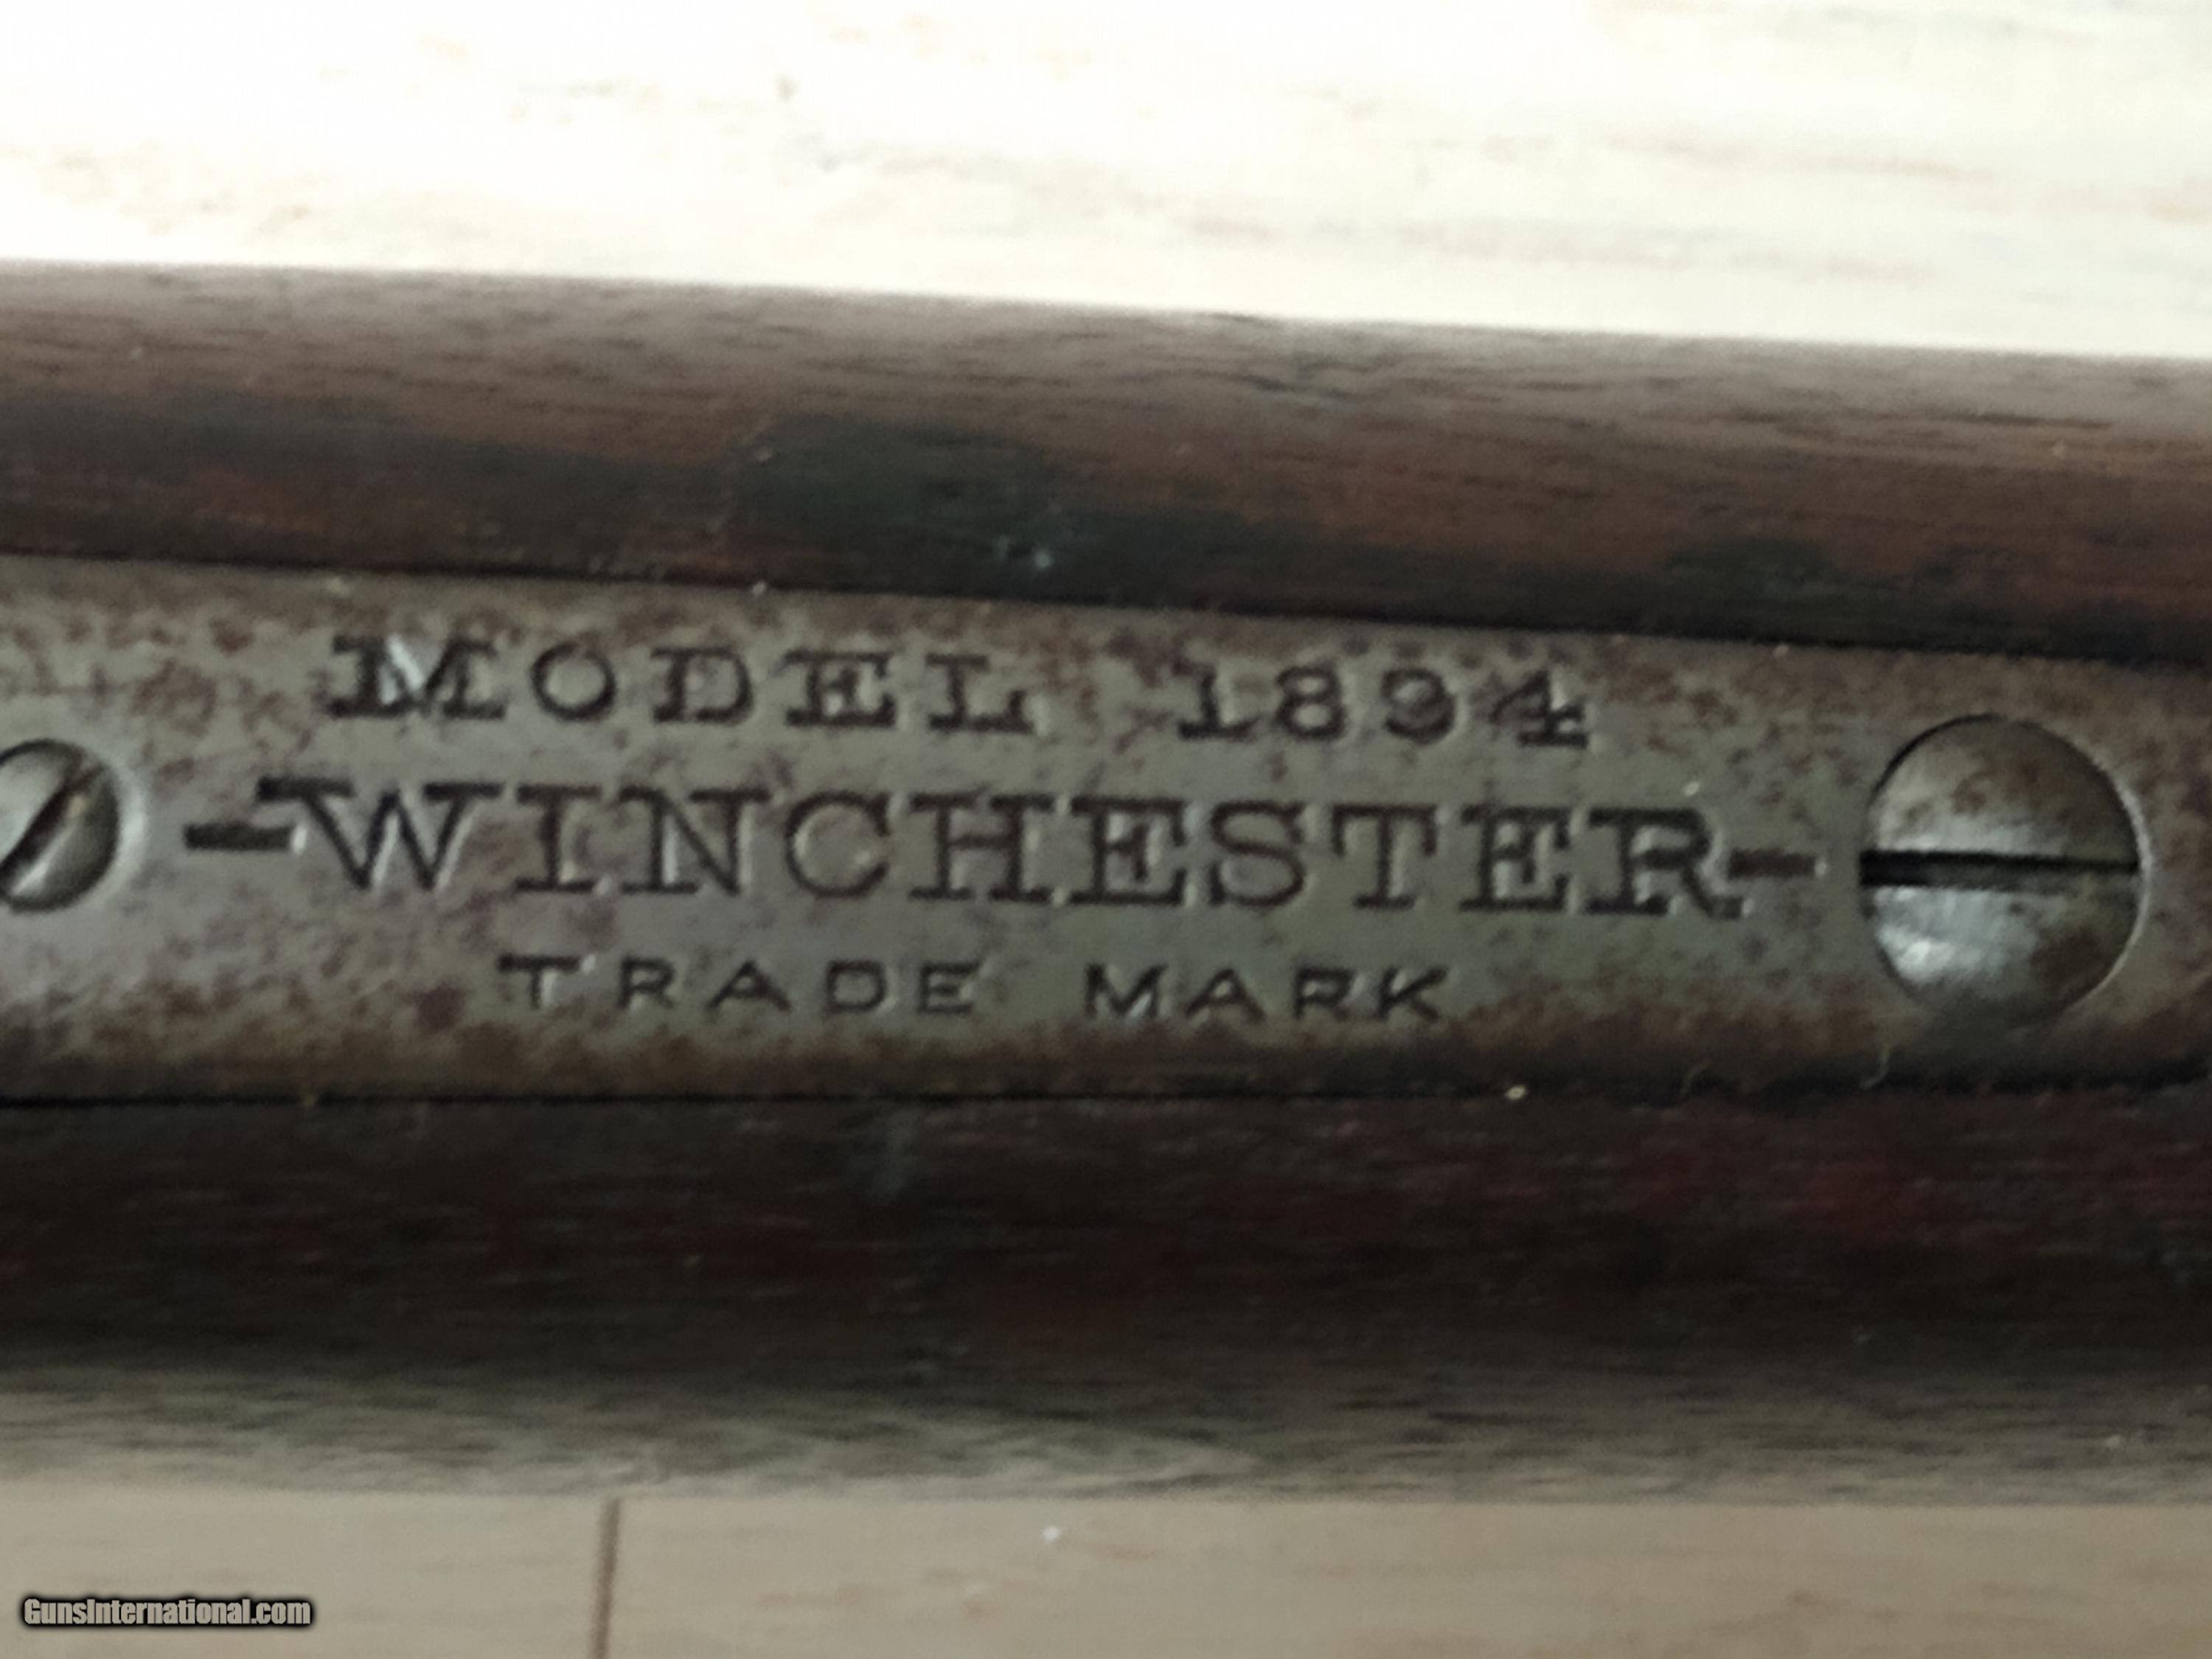 MODEL 1894
-WINCHESTER-
TRADE MARK
GunsInternational.com